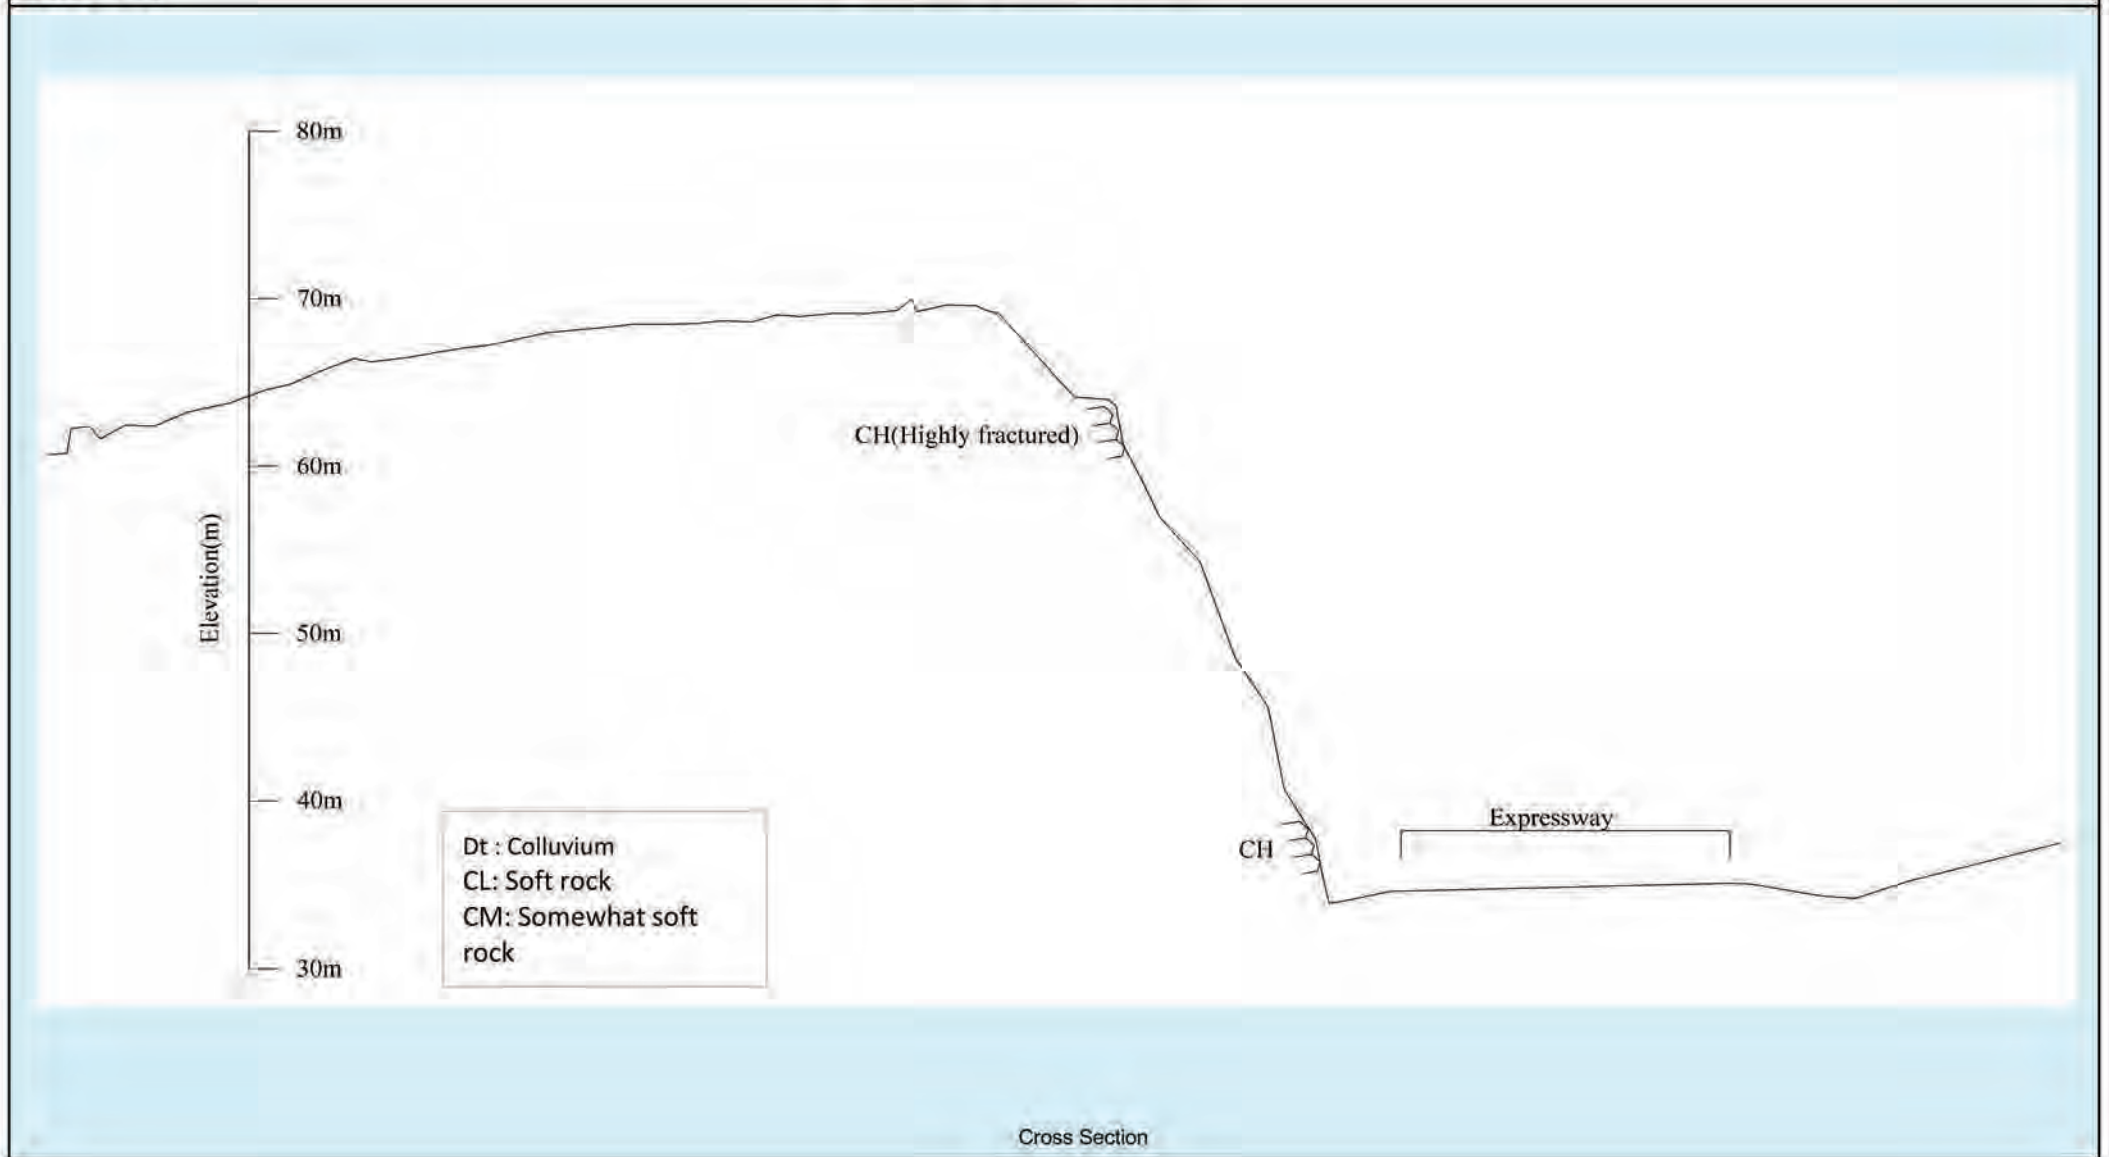 80m
70m
CH(Highly fractured)
60m
Elevation(m)
50m
40m
Expressway
CH
Dt : Colluvium
CL: Soft rock
CM: Somewhat soft
rock
30m
Cross Section